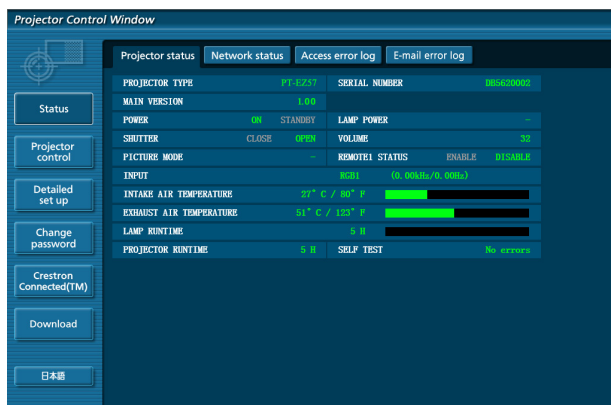 Projector Control Window
Projector status Network status Access error log E-mail error log
Status
Projector control
Detailed set up
Change password
Crestron Connected(TM)
Download
日本語
PROJECTOR TYPE PT-EZ57 SERIAL NUMBER DB5620002
MAIN VERSION 1.00
POWER ON STANDBY LAMP POWER -
SHUTTER CLOSE OPEN VOLUME 32
PICTURE MODE - REMOTE1 STATUS ENABLE DISABLE
INPUT RGB1 (0.00kHz/0.00Hz)
INTAKE AIR TEMPERATURE 27° C / 80° F
EXHAUST AIR TEMPERATURE 51° C / 123° F
LAMP RUNTIME 5 H
PROJECTOR RUNTIME 5 H SELF TEST No errors